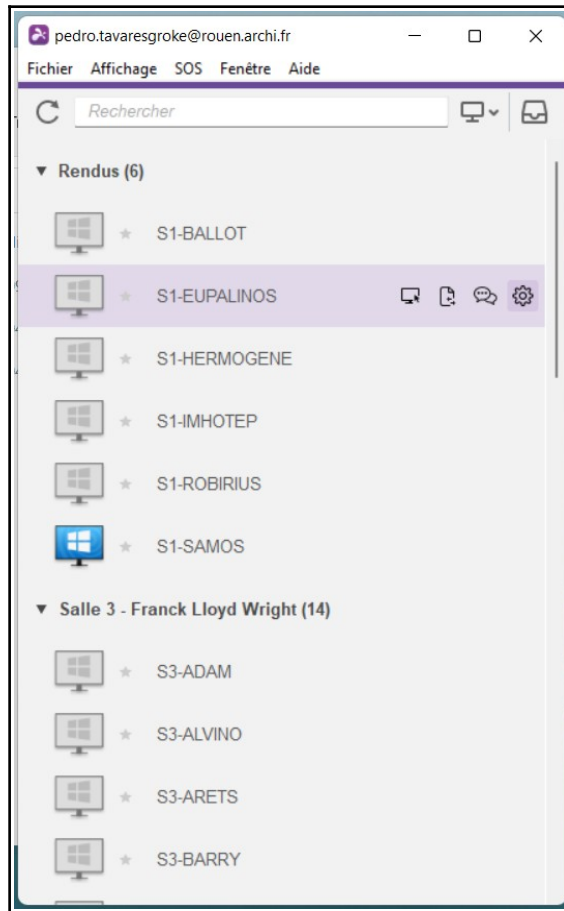 pedro.tavaresgroke@rouen.archi.fr
Fichier Affichage SOS Fenêtre Aide
Rechercher
Rendus (6)
S1-BALLOT
S1-EUPALINOS
S1-HERMOGENE
S1-IMHOTEP
S1-ROBIRIUS
S1-SAMOS
Salle 3 - Franck Lloyd Wright (14)
S3-ADAM
S3-ALVINO
S3-ARETS
S3-BARRY